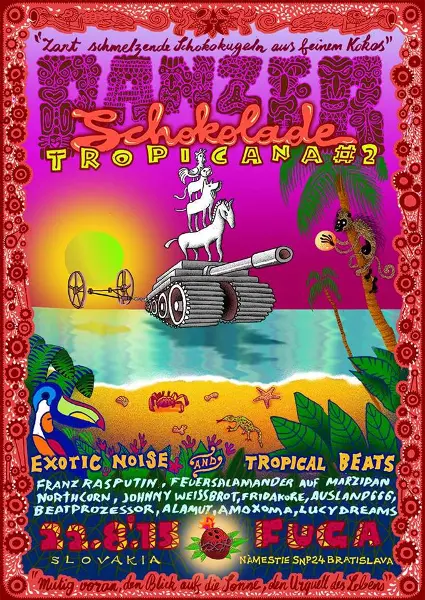 "Zart schmelzende Schokokugeln aus feinem Kokos"
PANZER
Schokolade
TROPICANA #2
EXOTIC NOISE AND TROPICAL BEATS
FRANZ RASPUTIN, FEUERSALAMANDER AUF MARZIPAN
NORTHCORN, JOHNNY WEISSBROT, FRIDAKORE, AUSLAND666,
BEATPROZESSOR, ALAMUT, AMOXOMA, LUCYDREAMS
22.8'15 FUGA
SLOVAKIA NÀMESTIE SNP24 BRATISLAVA
"Mutig voran, den Blick auf die Sonne, den Urquell des Lebens"